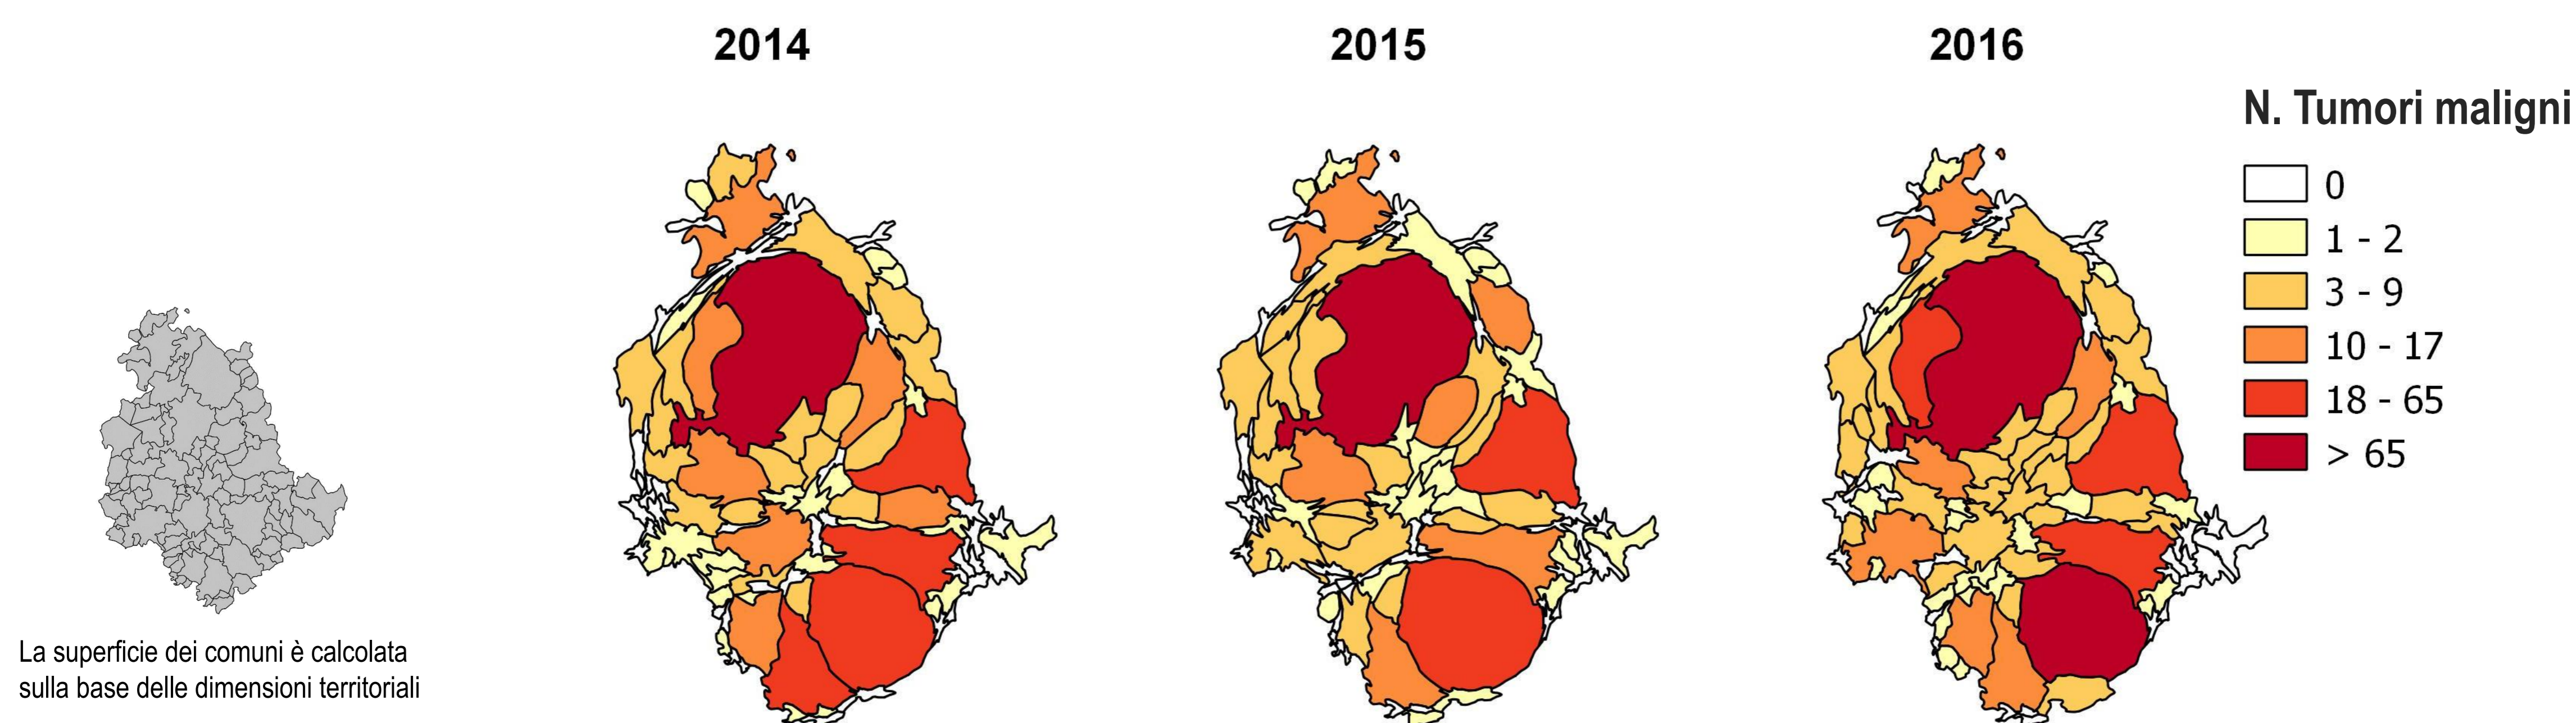 2014
2015
2016
N. Tumori maligni
0
1 - 2
3 - 9
10 - 17
18 - 65
> 65
La superficie dei comuni è calcolata
sulla base delle dimensioni territoriali